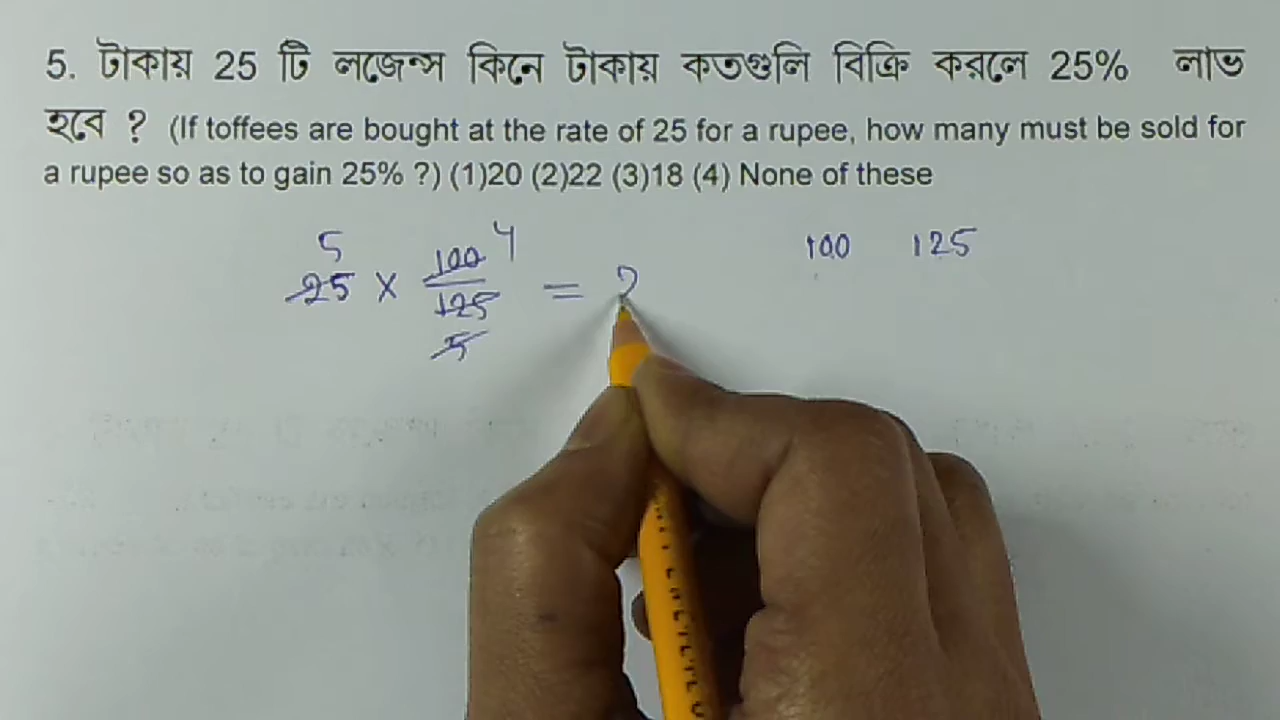 5. টাকায় 25 টি লজেন্স কিনে টাকায় কতগুলি বিক্রি করলে 25% লাভ
হবে ? (If toffees are bought at the rate of 25 for a rupee, how many must be sold for
a rupee so as to gain 25% ?) (1)20 (2)22 (3)18 (4) None of these
5 4 100 125
25 × 100/125 = 2
5